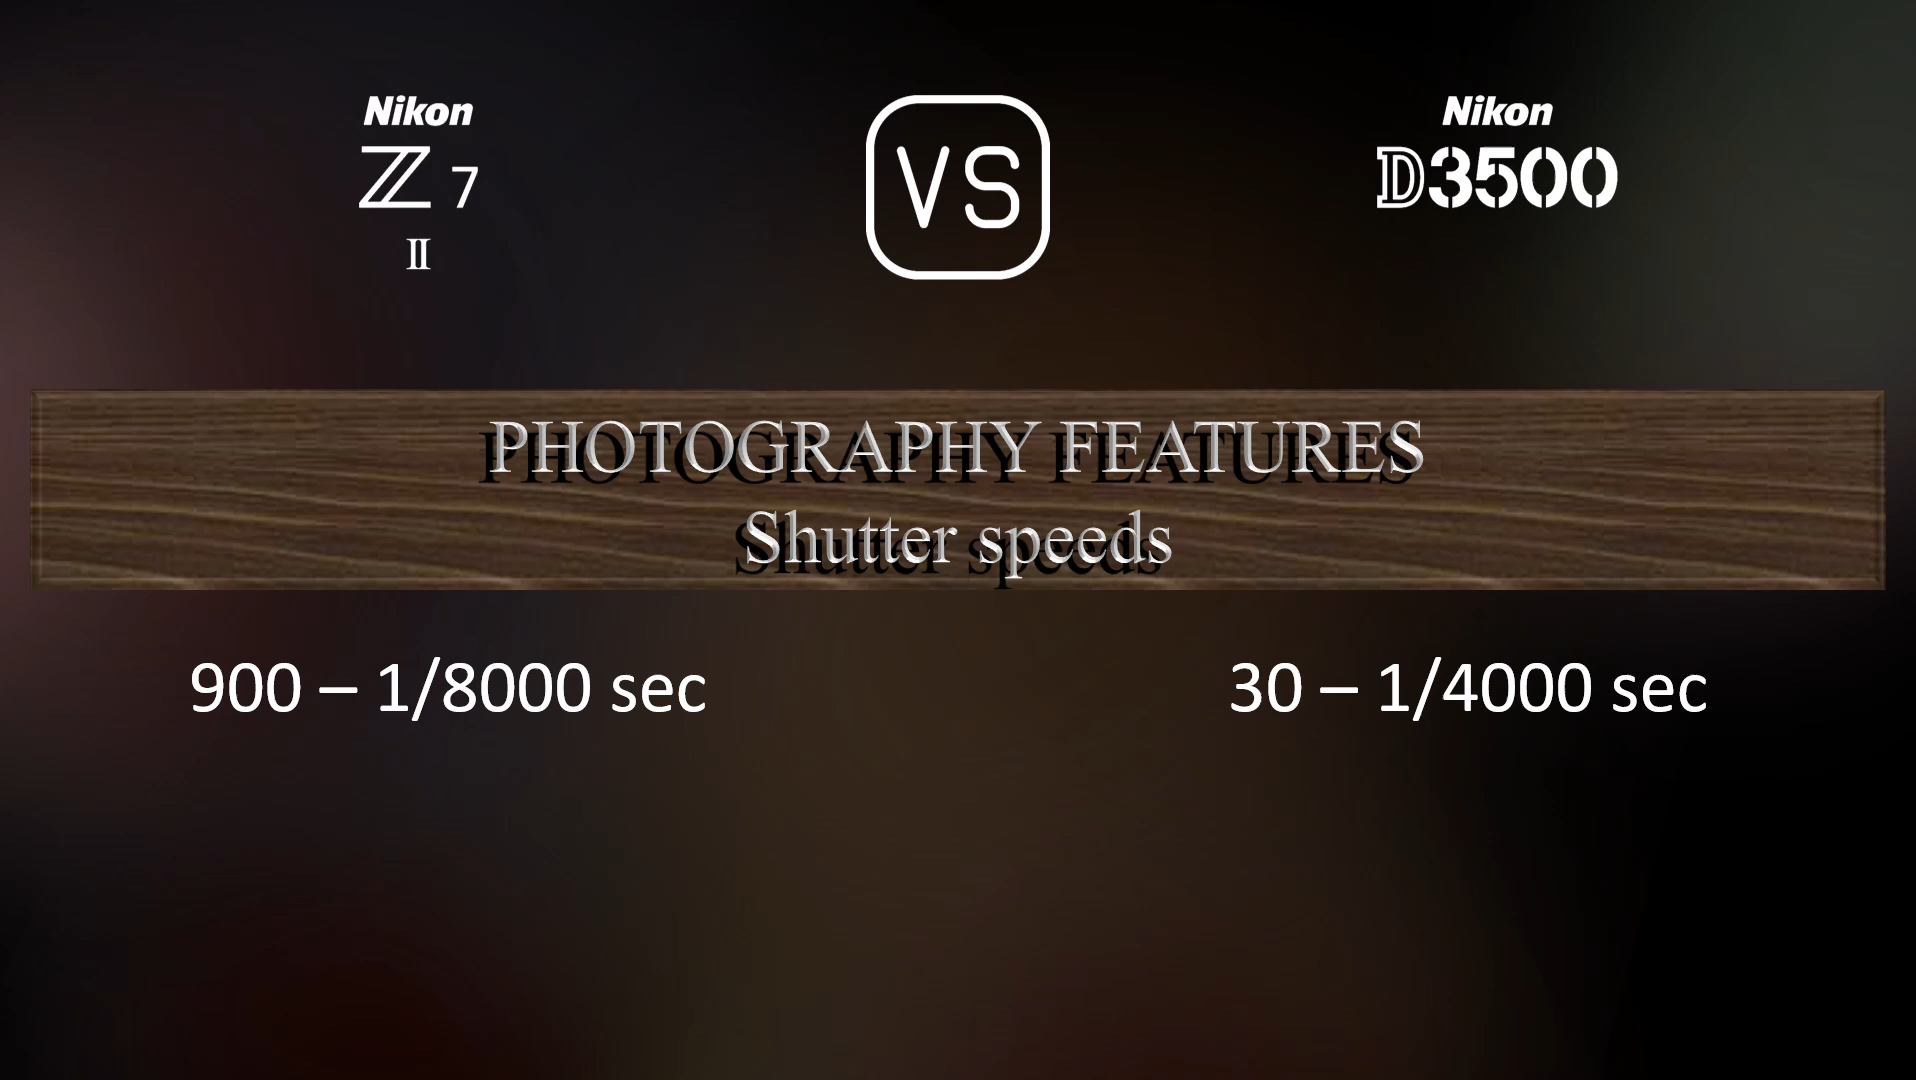 Nikon
Z 7
II
VS
Nikon
D3500
PHOTOGRAPHY FEATURES
Shutter speeds
900 – 1/8000 sec
30 – 1/4000 sec